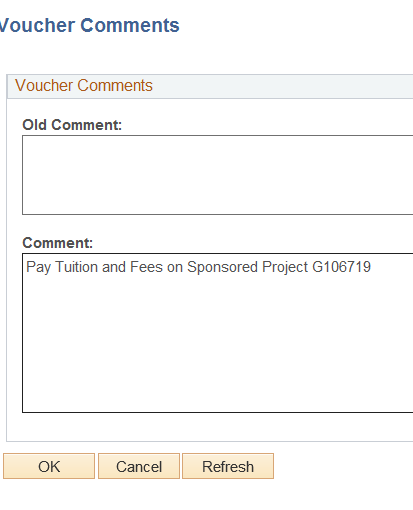 Voucher Comments
Voucher Comments
Old Comment:
Comment:
Pay Tuition and Fees on Sponsored Project G106719
OK
Cancel
Refresh